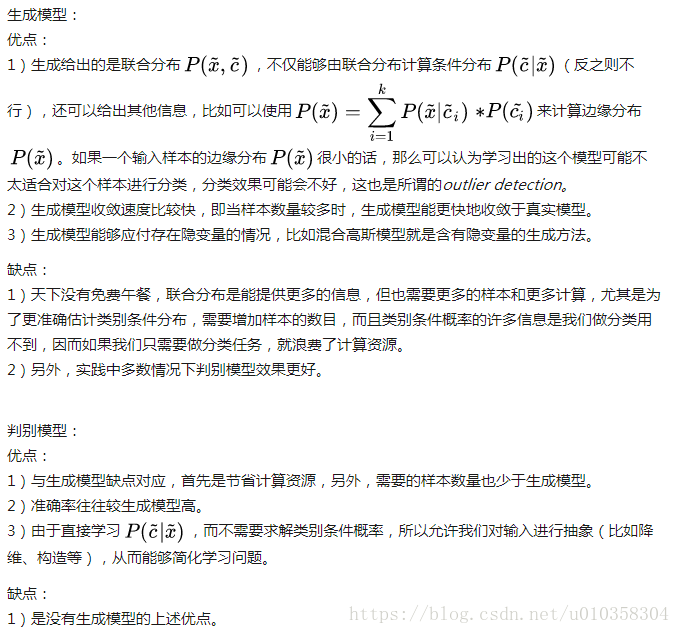 生成模型：
优点：
1）生成给出的是联合分布 P(x̃, c̃) ，不仅能够由联合分布计算条件分布 P(c̃|x̃)（反之则不
行），还可以给出其他信息，比如可以使用 P(x̃) = ∑_{i=1}^{k} P(x̃|c̃_i) *P(c̃_i) 来计算边缘分布
P(x̃) 。如果一个输入样本的边缘分布 P(x̃) 很小的话，那么可以认为学习出的这个模型可能不
太适合对这个样本进行分类，分类效果可能会不好，这也是所谓的outlier detection。
2）生成模型收敛速度比较快，即当样本数量较多时，生成模型能更快地收敛于真实模型。
3）生成模型能够应付存在隐变量的情况，比如混合高斯模型就是含有隐变量的生成方法。
缺点：
1）天下没有免费午餐，联合分布是能提供更多的信息，但也需要更多的样本和更多计算，尤其是为
了更准确估计类别条件分布，需要增加样本的数目，而且类别条件概率的许多信息是我们做分类用
不到，因而如果我们只需要做分类任务，就浪费了计算资源。
2）另外，实践中多数情况下判别模型效果更好。
判别模型：
优点：
1）与生成模型缺点对应，首先是节省计算资源，另外，需要的样本数量也少于生成模型。
2）准确率往往较生成模型高。
3）由于直接学习 P(c̃|x̃) ，而不需要求解类别条件概率，所以允许我们对输入进行抽象（比如降
维、构造等），从而能够简化学习问题。
缺点：
1）是没有生成模型的上述优点。
https://blog.csdn.net/u010358304